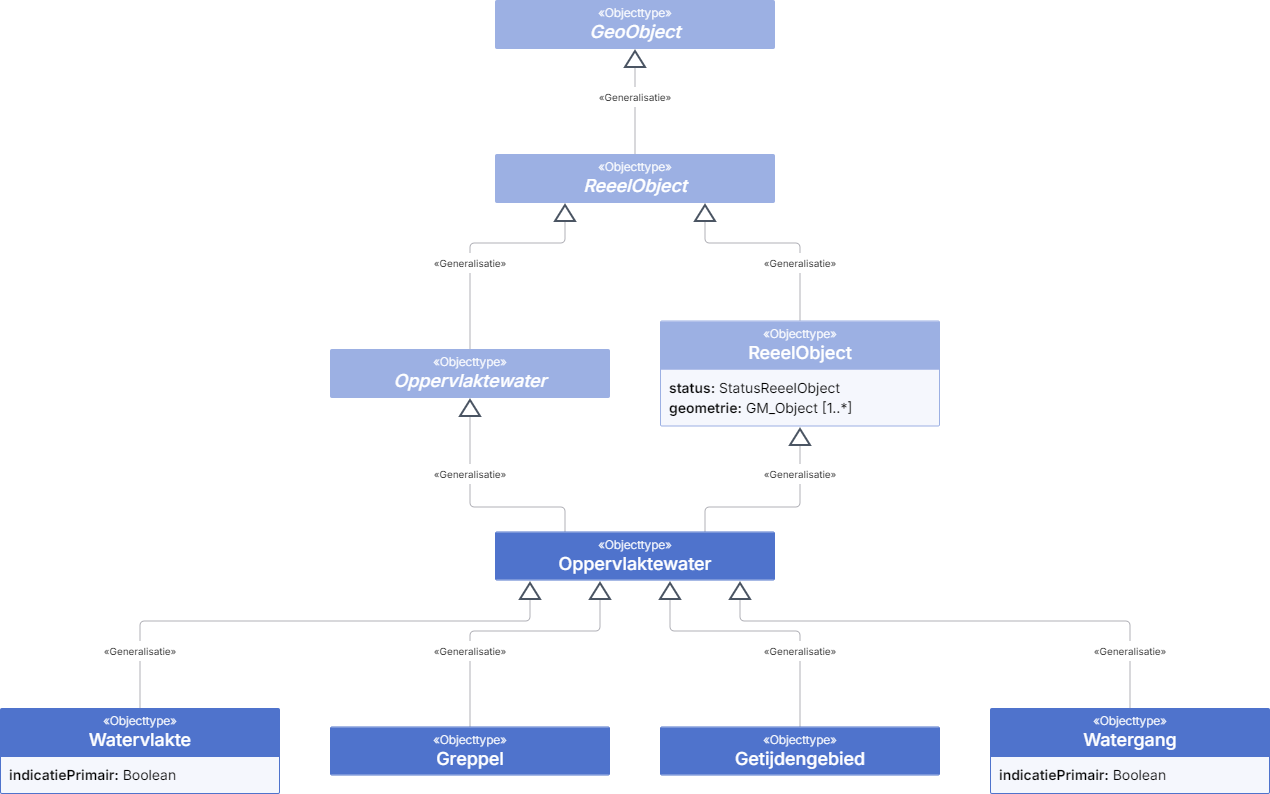 «Objecttype»
GeoObject
«Generalisatie»
«Objecttype»
ReeelObject
«Generalisatie»
«Generalisatie»
«Objecttype»
Oppervlaktewater
«Objecttype»
ReeelObject
status: StatusReeelObject
geometrie: GM_Object [1..*]
«Generalisatie»
«Generalisatie»
«Objecttype»
Oppervlaktewater
«Generalisatie»
«Generalisatie»
«Generalisatie»
«Generalisatie»
«Objecttype»
Watervlakte
indicatiePrimair: Boolean
«Objecttype»
Greppel
«Objecttype»
Getijdengebied
«Objecttype»
Watergang
indicatiePrimair: Boolean